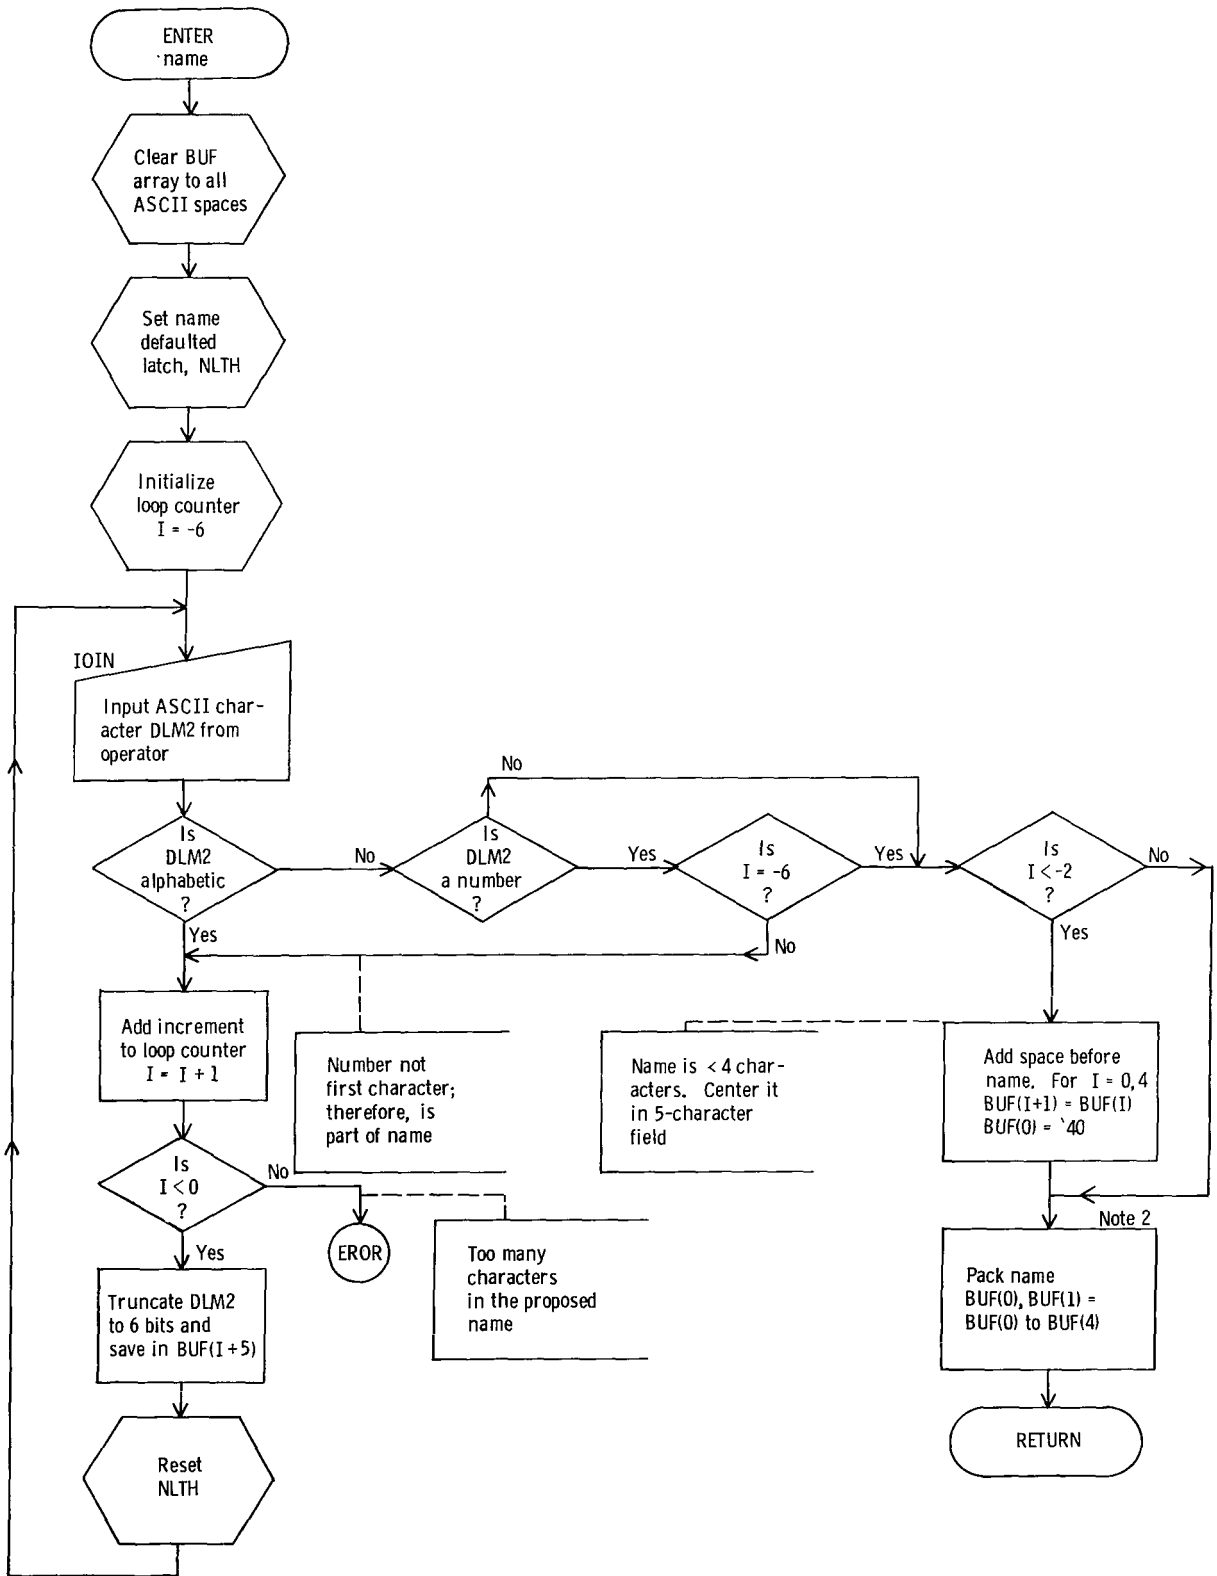 ENTER
name
Clear BUF
array to all
ASCII spaces
Set name
defaulted
latch, NLTH
Initialize
loop counter
I = -6
IOIN
Input ASCII char-
acter DLM2 from
operator
Is
DLM2
alphabetic
?
No
Yes
Is
DLM2
a number
?
No
Yes
Is
I = -6
?
Yes
No
Is
I < -2
?
No
Yes
Add increment
to loop counter
I = I + 1
Number not
first character;
therefore, is
part of name
Name is < 4 char-
acters. Center it
in 5-character
field
Add space before
name. For I = 0,4
BUF(I+1) = BUF(I)
BUF(0) = '40
Is
I < 0
?
No
Yes
EROR
Too many
characters
in the proposed
name
Note 2
Pack name
BUF(0), BUF(1) =
BUF(0) to BUF(4)
Truncate DLM2
to 6 bits and
save in BUF(I+5)
Reset
NLTH
RETURN